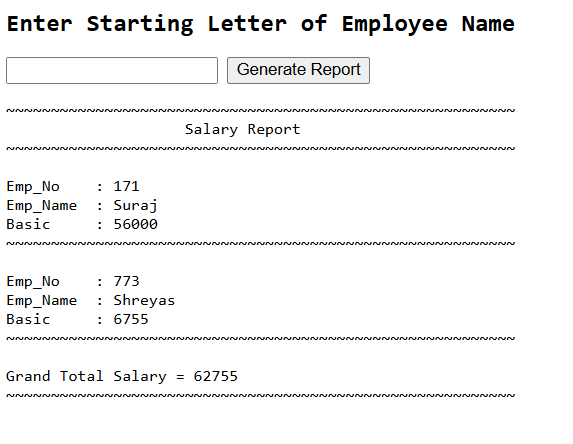 Enter Starting Letter of Employee Name
Generate Report
~~~~~~~~~~~~~~~~~~~~~~~~~~~~~~~~~~~~~~~~~~~~~~~~~~~~~~~~~
Salary Report
~~~~~~~~~~~~~~~~~~~~~~~~~~~~~~~~~~~~~~~~~~~~~~~~~~~~~~~~~
Emp_No    : 171
Emp_Name  : Suraj
Basic     : 56000
~~~~~~~~~~~~~~~~~~~~~~~~~~~~~~~~~~~~~~~~~~~~~~~~~~~~~~~~~
Emp_No    : 773
Emp_Name  : Shreyas
Basic     : 6755
~~~~~~~~~~~~~~~~~~~~~~~~~~~~~~~~~~~~~~~~~~~~~~~~~~~~~~~~~
Grand Total Salary = 62755
~~~~~~~~~~~~~~~~~~~~~~~~~~~~~~~~~~~~~~~~~~~~~~~~~~~~~~~~~